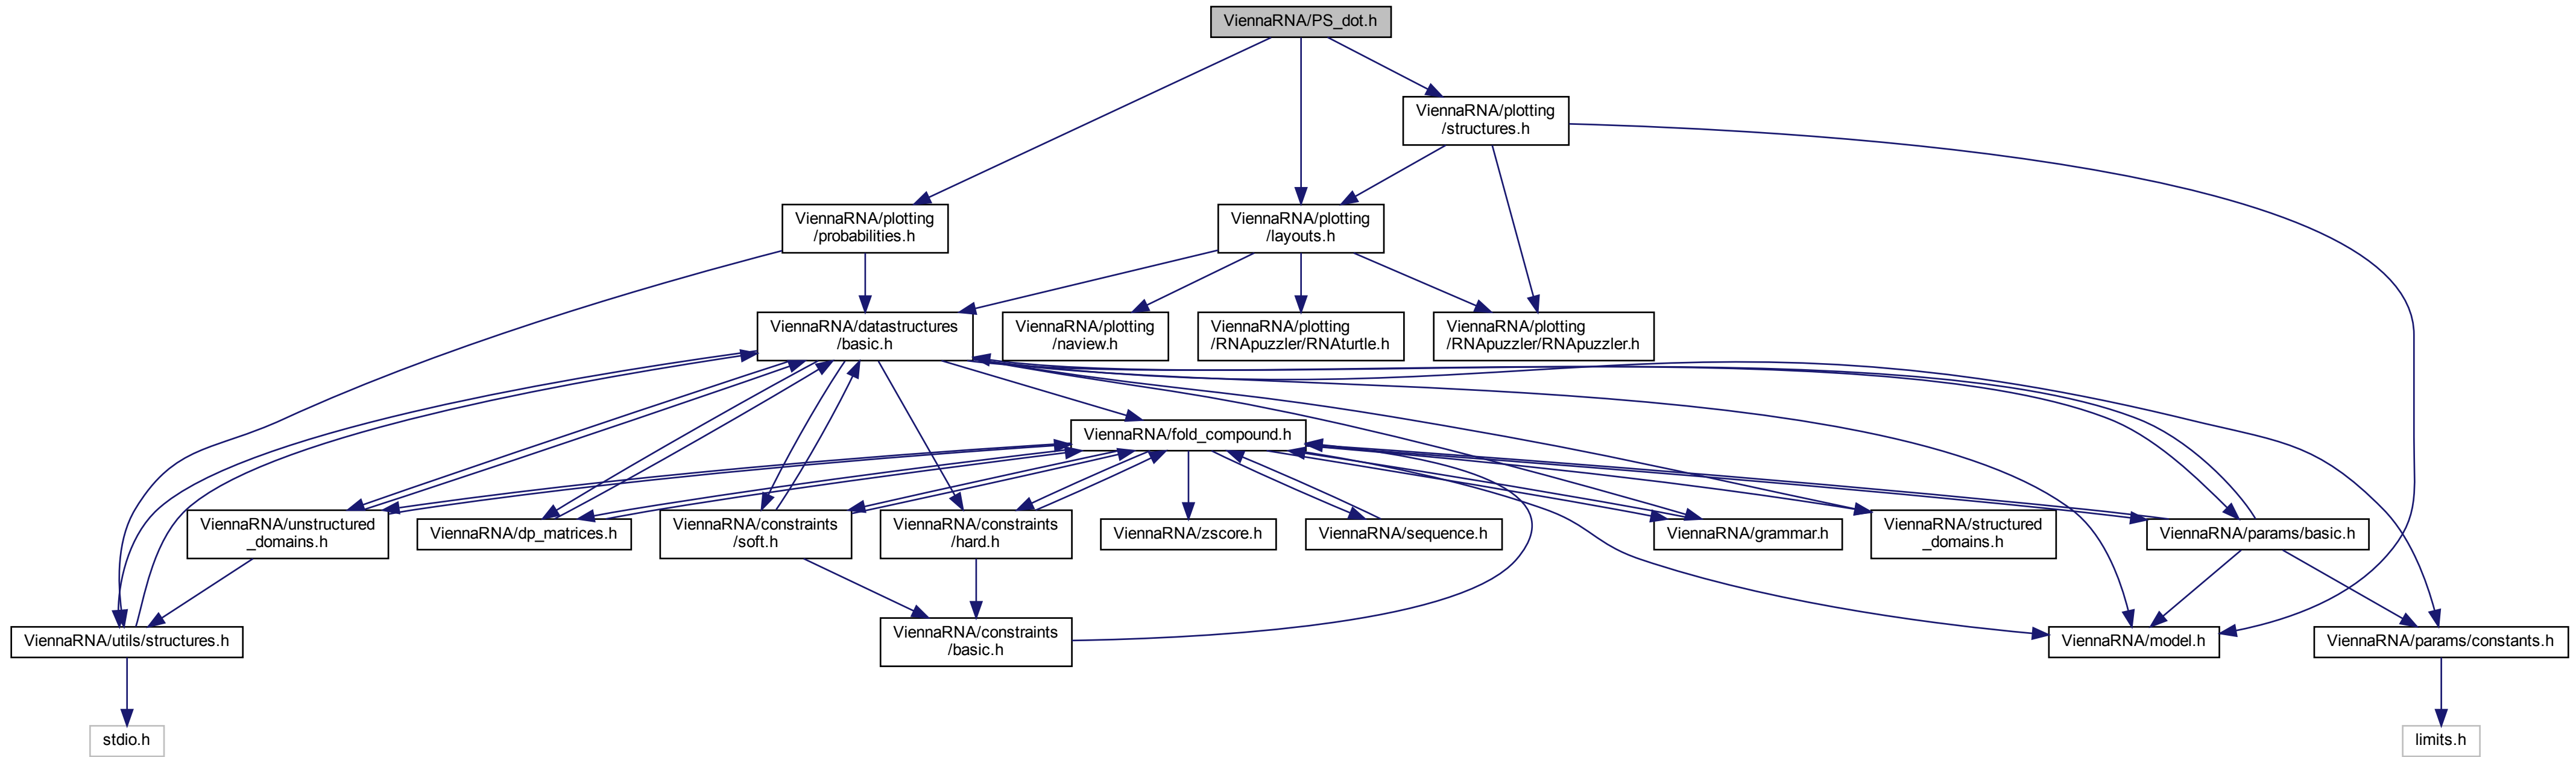 ViennaRNA/PS_dot.h
ViennaRNA/plotting
/structures.h
ViennaRNA/plotting
/probabilities.h
ViennaRNA/plotting
/layouts.h
ViennaRNA/datastructures
/basic.h
ViennaRNA/plotting
/naview.h
ViennaRNA/plotting
/RNApuzzler/RNAturtle.h
ViennaRNA/plotting
/RNApuzzler/RNApuzzler.h
ViennaRNA/fold_compound.h
ViennaRNA/unstructured
_domains.h
ViennaRNA/dp_matrices.h
ViennaRNA/constraints
/soft.h
ViennaRNA/constraints
/hard.h
ViennaRNA/zscore.h
ViennaRNA/sequence.h
ViennaRNA/grammar.h
ViennaRNA/structured
_domains.h
ViennaRNA/params/basic.h
ViennaRNA/utils/structures.h
ViennaRNA/constraints
/basic.h
ViennaRNA/model.h
ViennaRNA/params/constants.h
stdio.h
limits.h